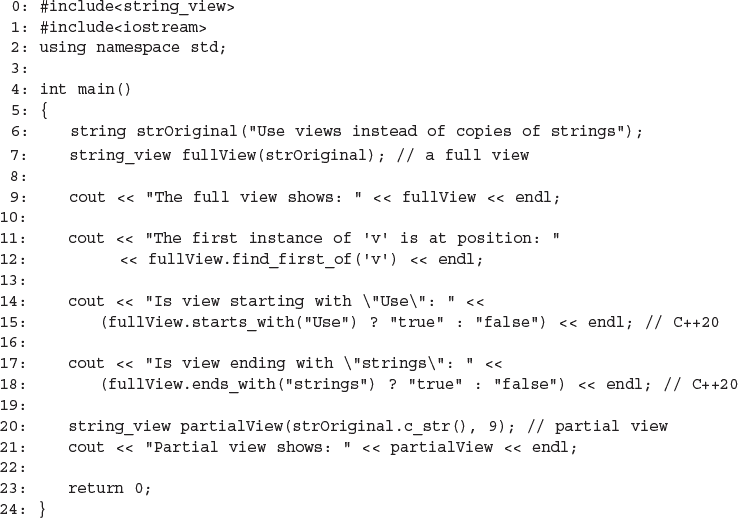 0: #include<string_view>
1: #include<iostream>
2: using namespace std;
3:
4: int main()
5: {
6: string strOriginal("Use views instead of copies of strings");
7: string_view fullView(strOriginal); // a full view
8:
9: cout << "The full view shows: " << fullView << endl;
10:
11: cout << "The first instance of 'v' is at position: "
12: << fullView.find_first_of('v') << endl;
13:
14: cout << "Is view starting with \"Use\": " <<
15: (fullView.starts_with("Use") ? "true" : "false") << endl; // C++20
16:
17: cout << "Is view ending with \"strings\": " <<
18: (fullView.ends_with("strings") ? "true" : "false") << endl; // C++20
19:
20: string_view partialView(strOriginal.c_str(), 9); // partial view
21: cout << "Partial view shows: " << partialView << endl;
22:
23: return 0;
24: }